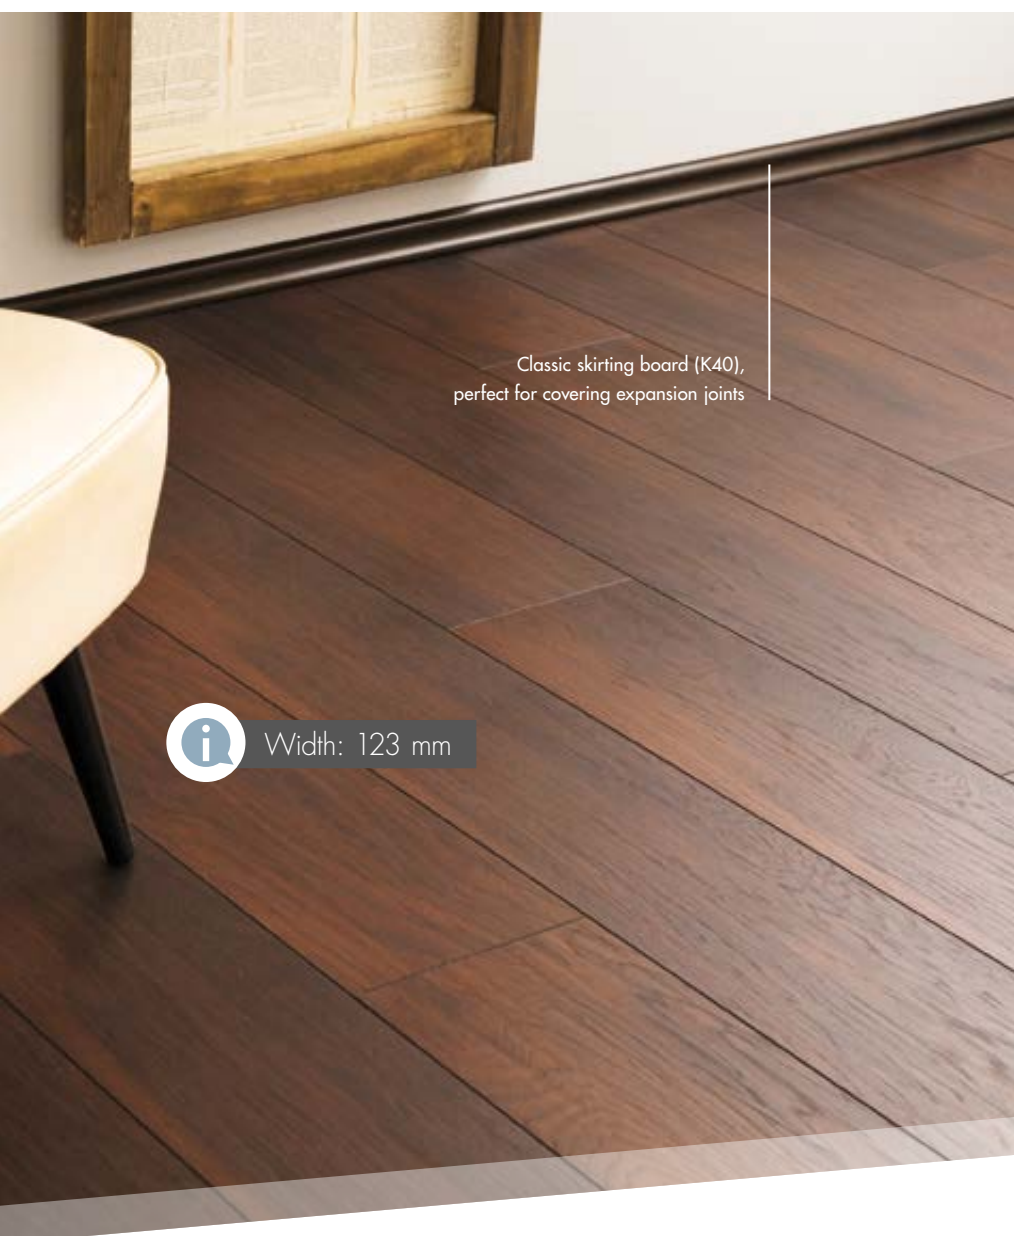 Classic skirting board (K40),
perfect for covering expansion joints
i Width: 123 mm